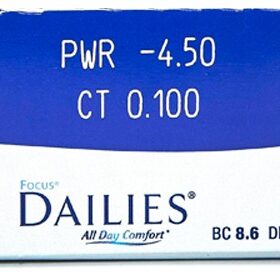 PWR -4.50
CT 0.100
FOCUS®
DAILIES®
All Day Comfort*
BC 8.6